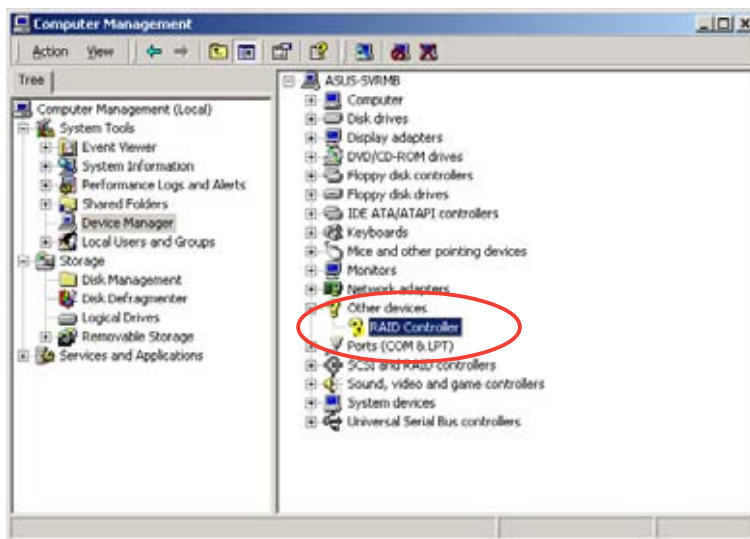 Computer Management
Action View
Tree
Computer Management (Local)
System Tools
Event Viewer
System Information
Performance Logs and Alerts
Shared Folders
Device Manager
Local Users and Groups
Storage
Disk Management
Disk Defragmenter
Logical Drives
Removable Storage
Services and Applications
ASUS-SVRMB
Computer
Disk drives
Display adapters
DVD/CD-ROM drives
Floppy disk controllers
Floppy disk drives
IDE ATA/ATAPI controllers
Keyboards
Mice and other pointing devices
Monitors
Network adapters
Other devices
RAID Controller
Ports (COM & LPT)
SCSI and RAID controllers
Sound, video and game controllers
System devices
Universal Serial Bus controllers